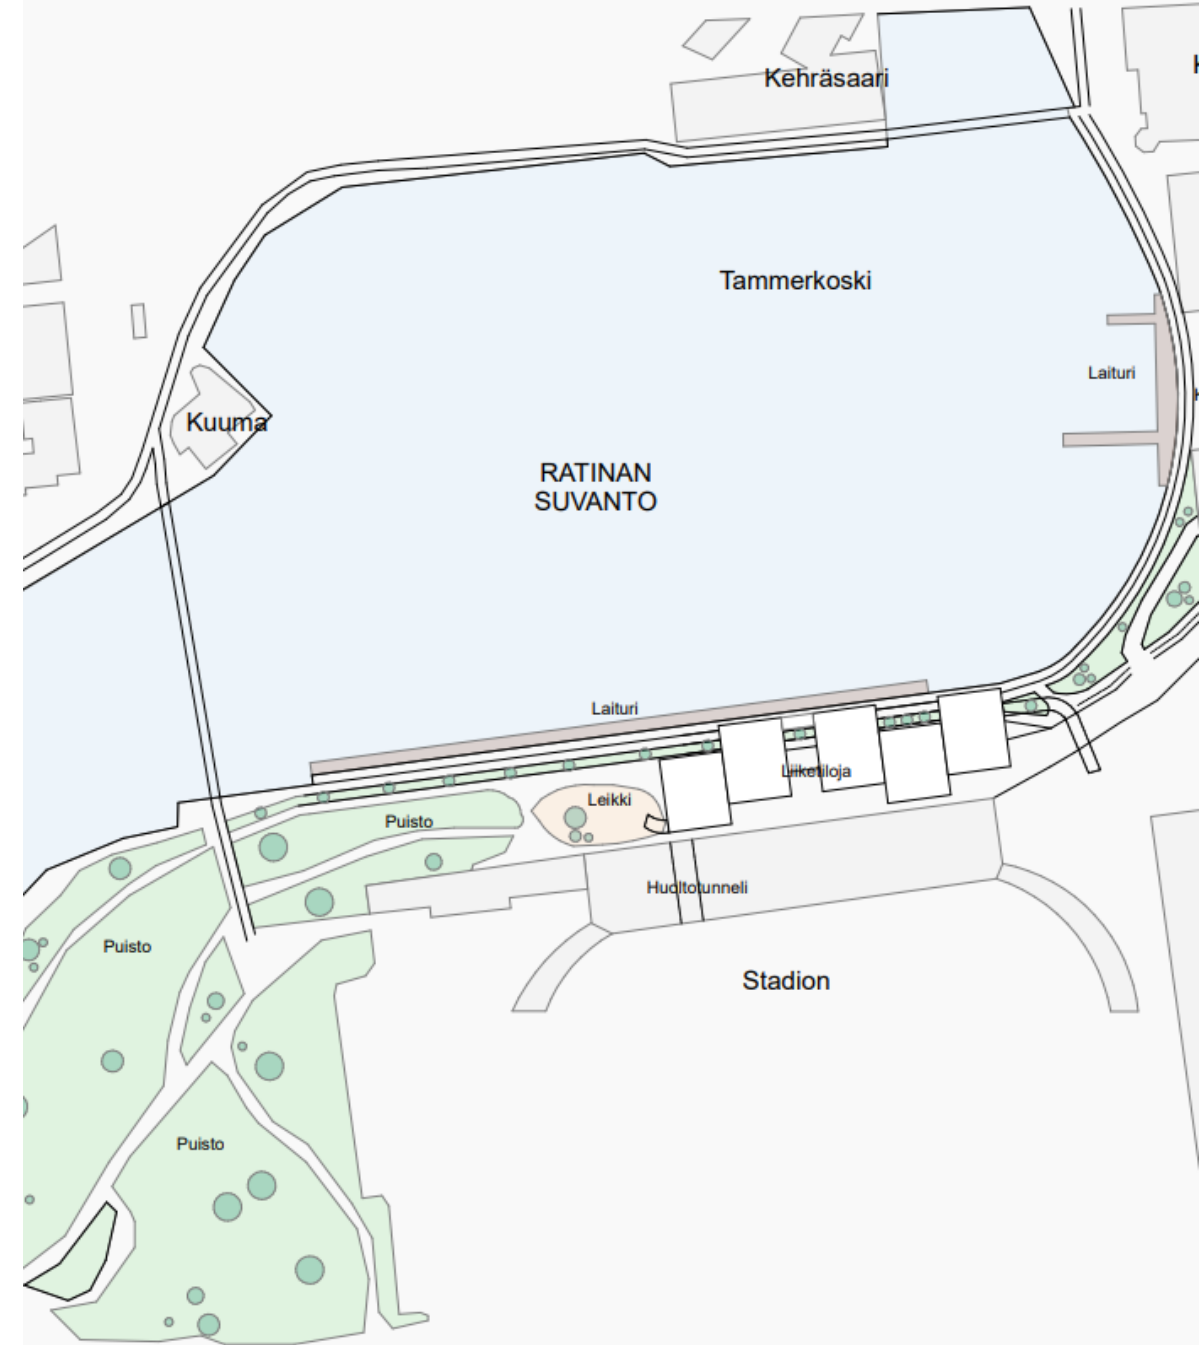 Kehräsaari
K
Tammerkoski
Laituri
K
Kuuma
RATINAN
SUVANTO
Laituri
Liiketiloja
Leikki
Puisto
Huoltotunneli
Puisto
Stadion
Puisto